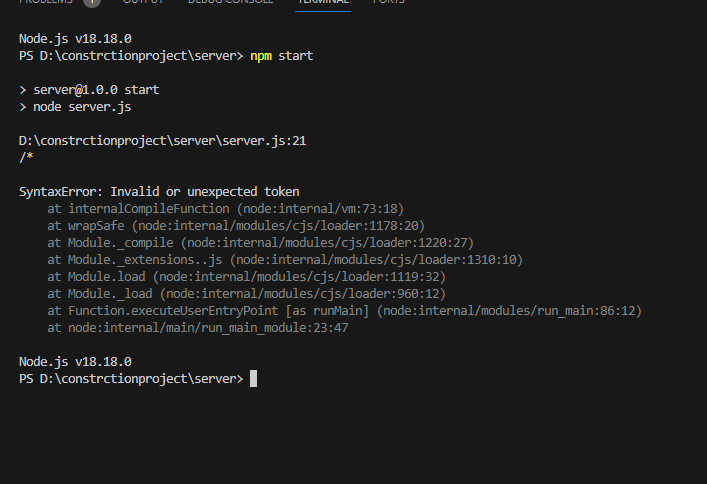 PROBLEMS OUTPUT DEBUG CONSOLE TERMINAL PORTS
Node.js v18.18.0
PS D:\constrctionproject\server> npm start
> server@1.0.0 start
> node server.js
D:\constrctionproject\server\server.js:21
/*
SyntaxError: Invalid or unexpected token
at internalCompileFunction (node:internal/vm:73:18)
at wrapSafe (node:internal/modules/cjs/loader:1178:20)
at Module._compile (node:internal/modules/cjs/loader:1220:27)
at Module._extensions..js (node:internal/modules/cjs/loader:1310:10)
at Module.load (node:internal/modules/cjs/loader:1119:32)
at Module._load (node:internal/modules/cjs/loader:960:12)
at Function.executeUserEntryPoint [as runMain] (node:internal/modules/run_main:86:12)
at node:internal/main/run_main_module:23:47
Node.js v18.18.0
PS D:\constrctionproject\server>